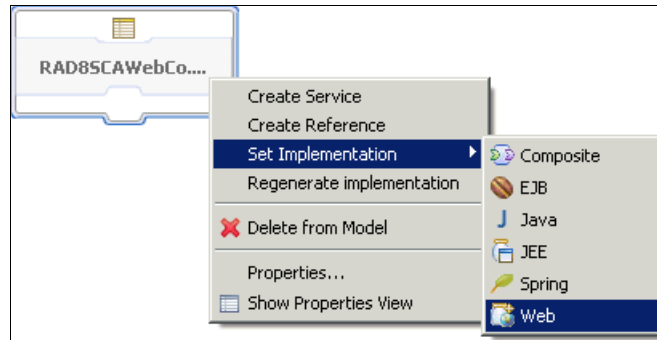 RAD8SCAWebCo....
Create Service
Create Reference
Set Implementation
Regenerate implementation
Delete from Model
Properties...
Show Properties View
Composite
EJB
Java
JEE
Spring
Web